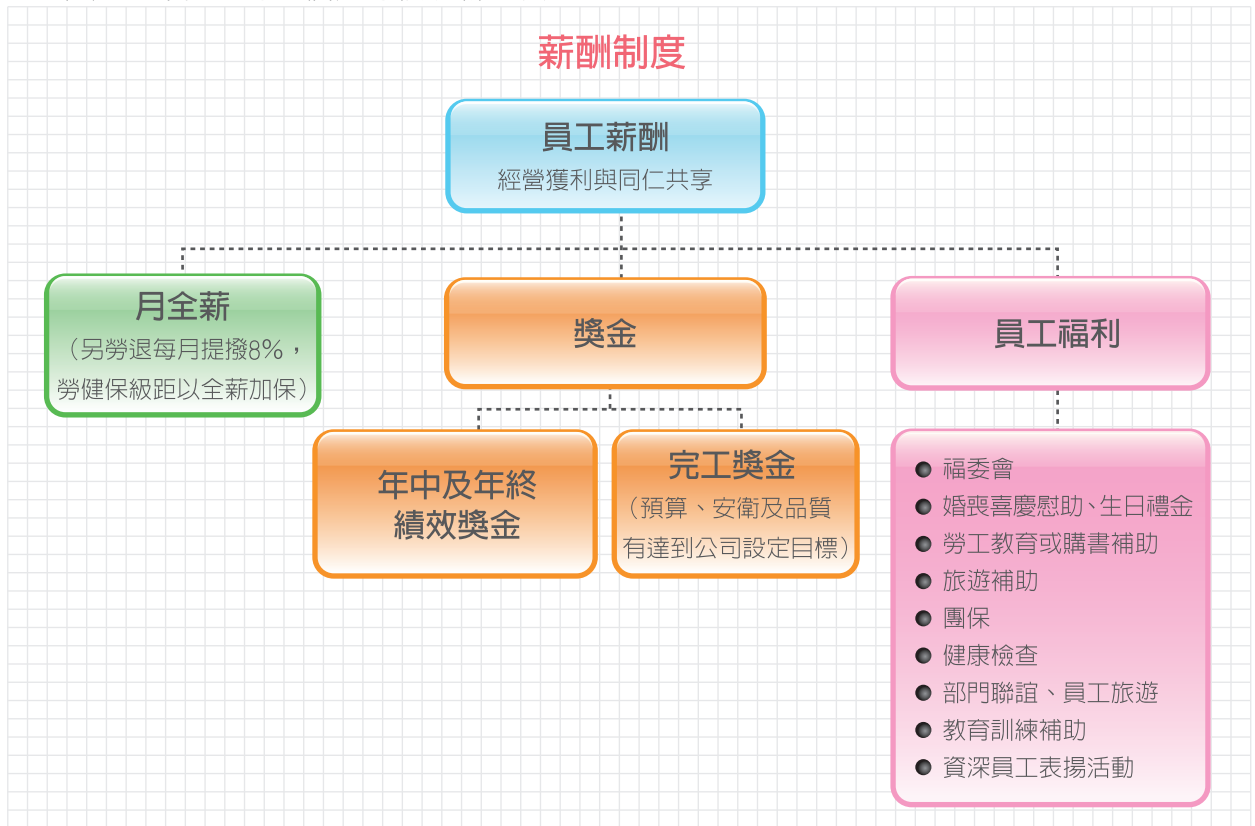 薪酬制度
員工薪酬
經營獲利與同仁共享
月全薪
（另勞退每月提撥8%，
勞健保級距以全薪加保）
獎金
員工福利
年中及年終
績效獎金
完工獎金
（預算、安衛及品質
有達到公司設定目標）
福委會
婚喪喜慶慰助、生日禮金
勞工教育或購書補助
旅遊補助
團保
健康檢查
部門聯誼、員工旅遊
教育訓練補助
資深員工表揚活動